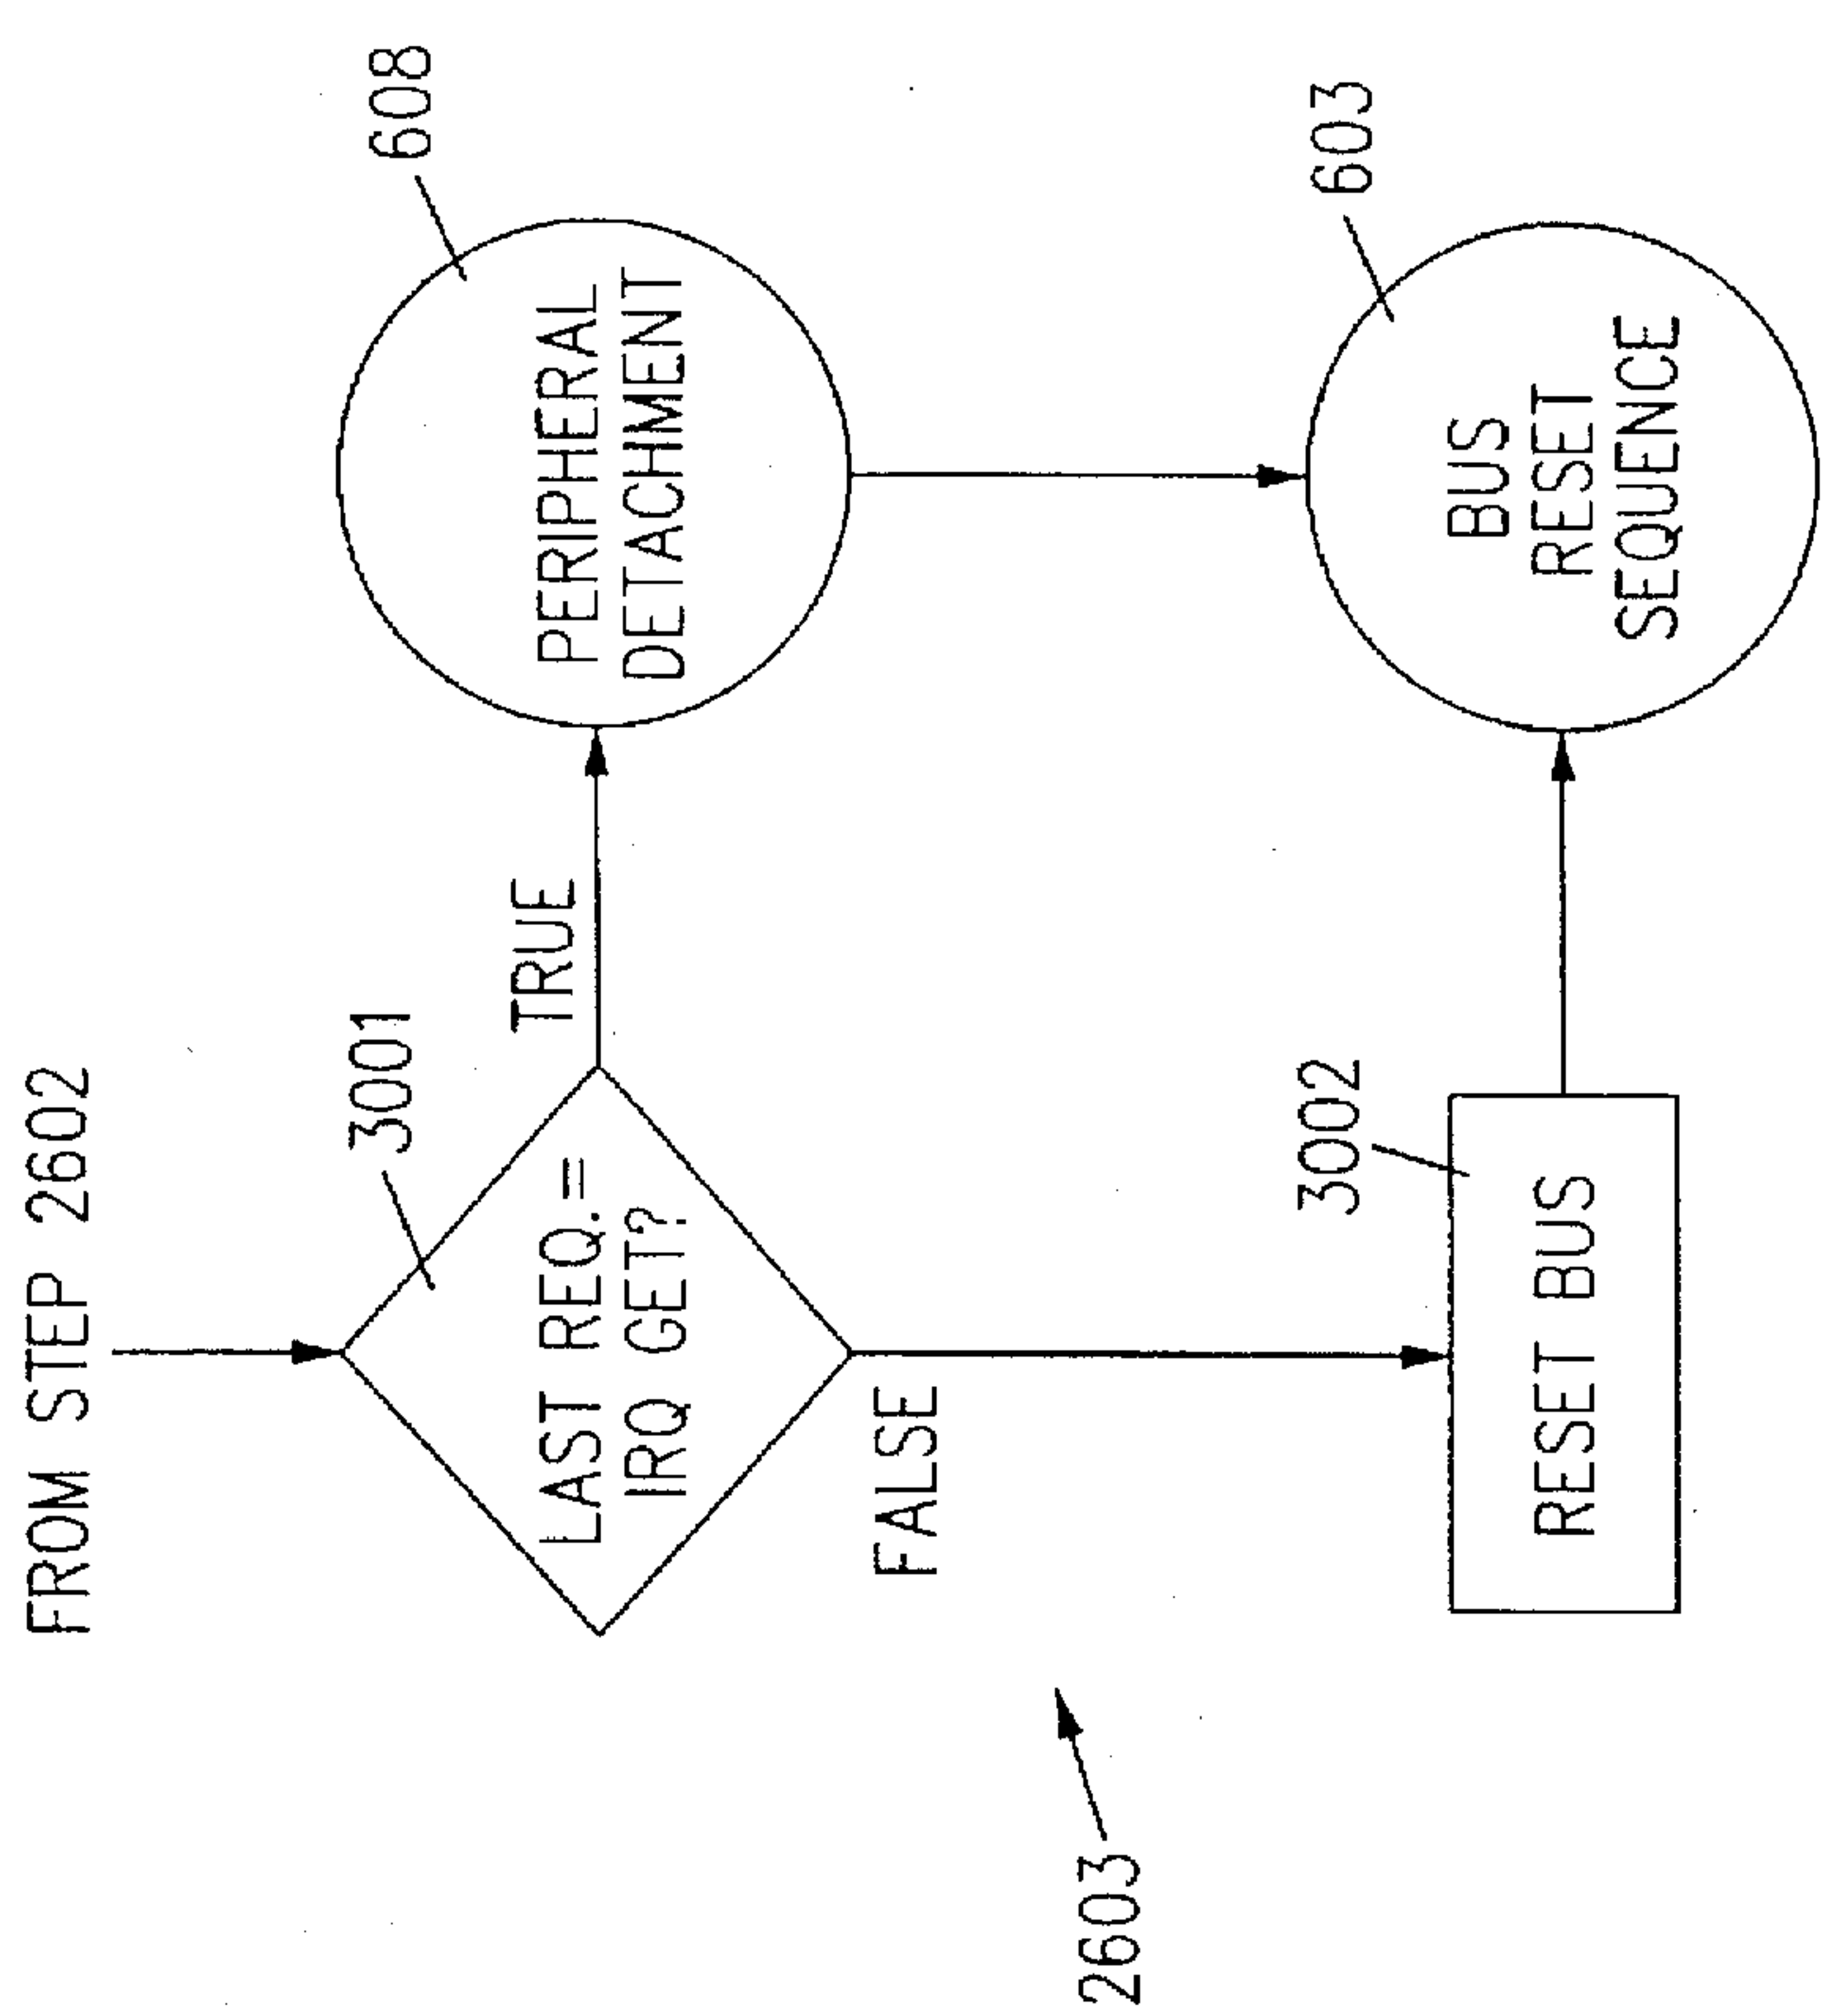 FROM STEP 2602
3001
LAST REQ.=
IRQ GET?
TRUE
608
PERIPHERAL
DETACHMENT
FALSE
3002
RESET BUS
603
BUS
RESET
SEQUENCE
2603